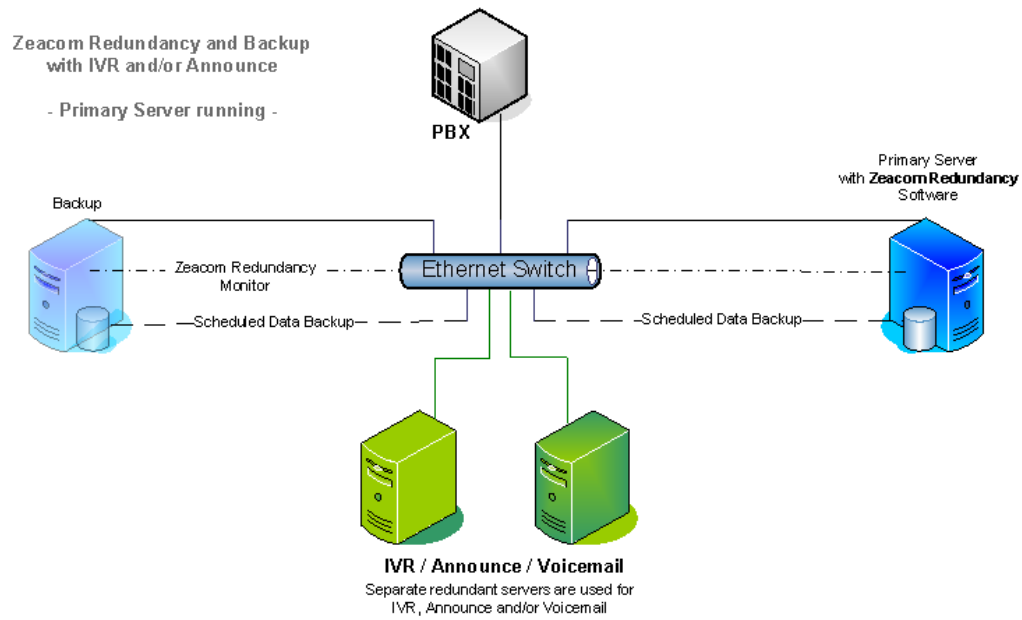 Zeacom Redundancy and Backup
with IVR and/or Announce
- Primary Server running -
PBX
Primary Server
with Zeacom Redundancy
Software
Backup
Zeacom Redundancy
Monitor
Ethernet Switch
Scheduled Data Backup
Scheduled Data Backup
IVR / Announce / Voicemail
Separate redundant servers are used for
IVR, Announce and/or Voicemail